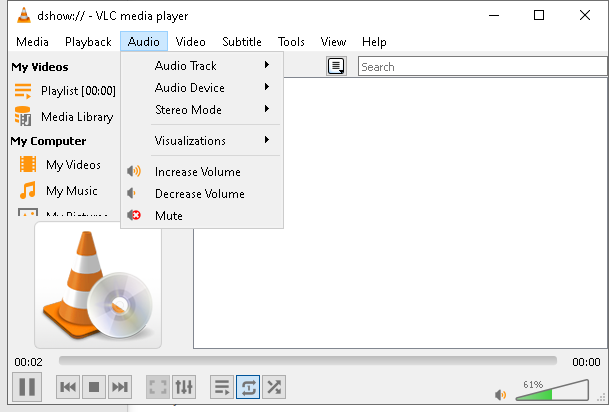 dshow:// - VLC media player
Media Playback Audio Video Subtitle Tools View Help
My Videos
Playlist [00:00]
Media Library
My Computer
My Videos
My Music
My Pictures
Audio Track
Audio Device
Stereo Mode
Visualizations
Increase Volume
Decrease Volume
Mute
Search
00:02 00:00
61%